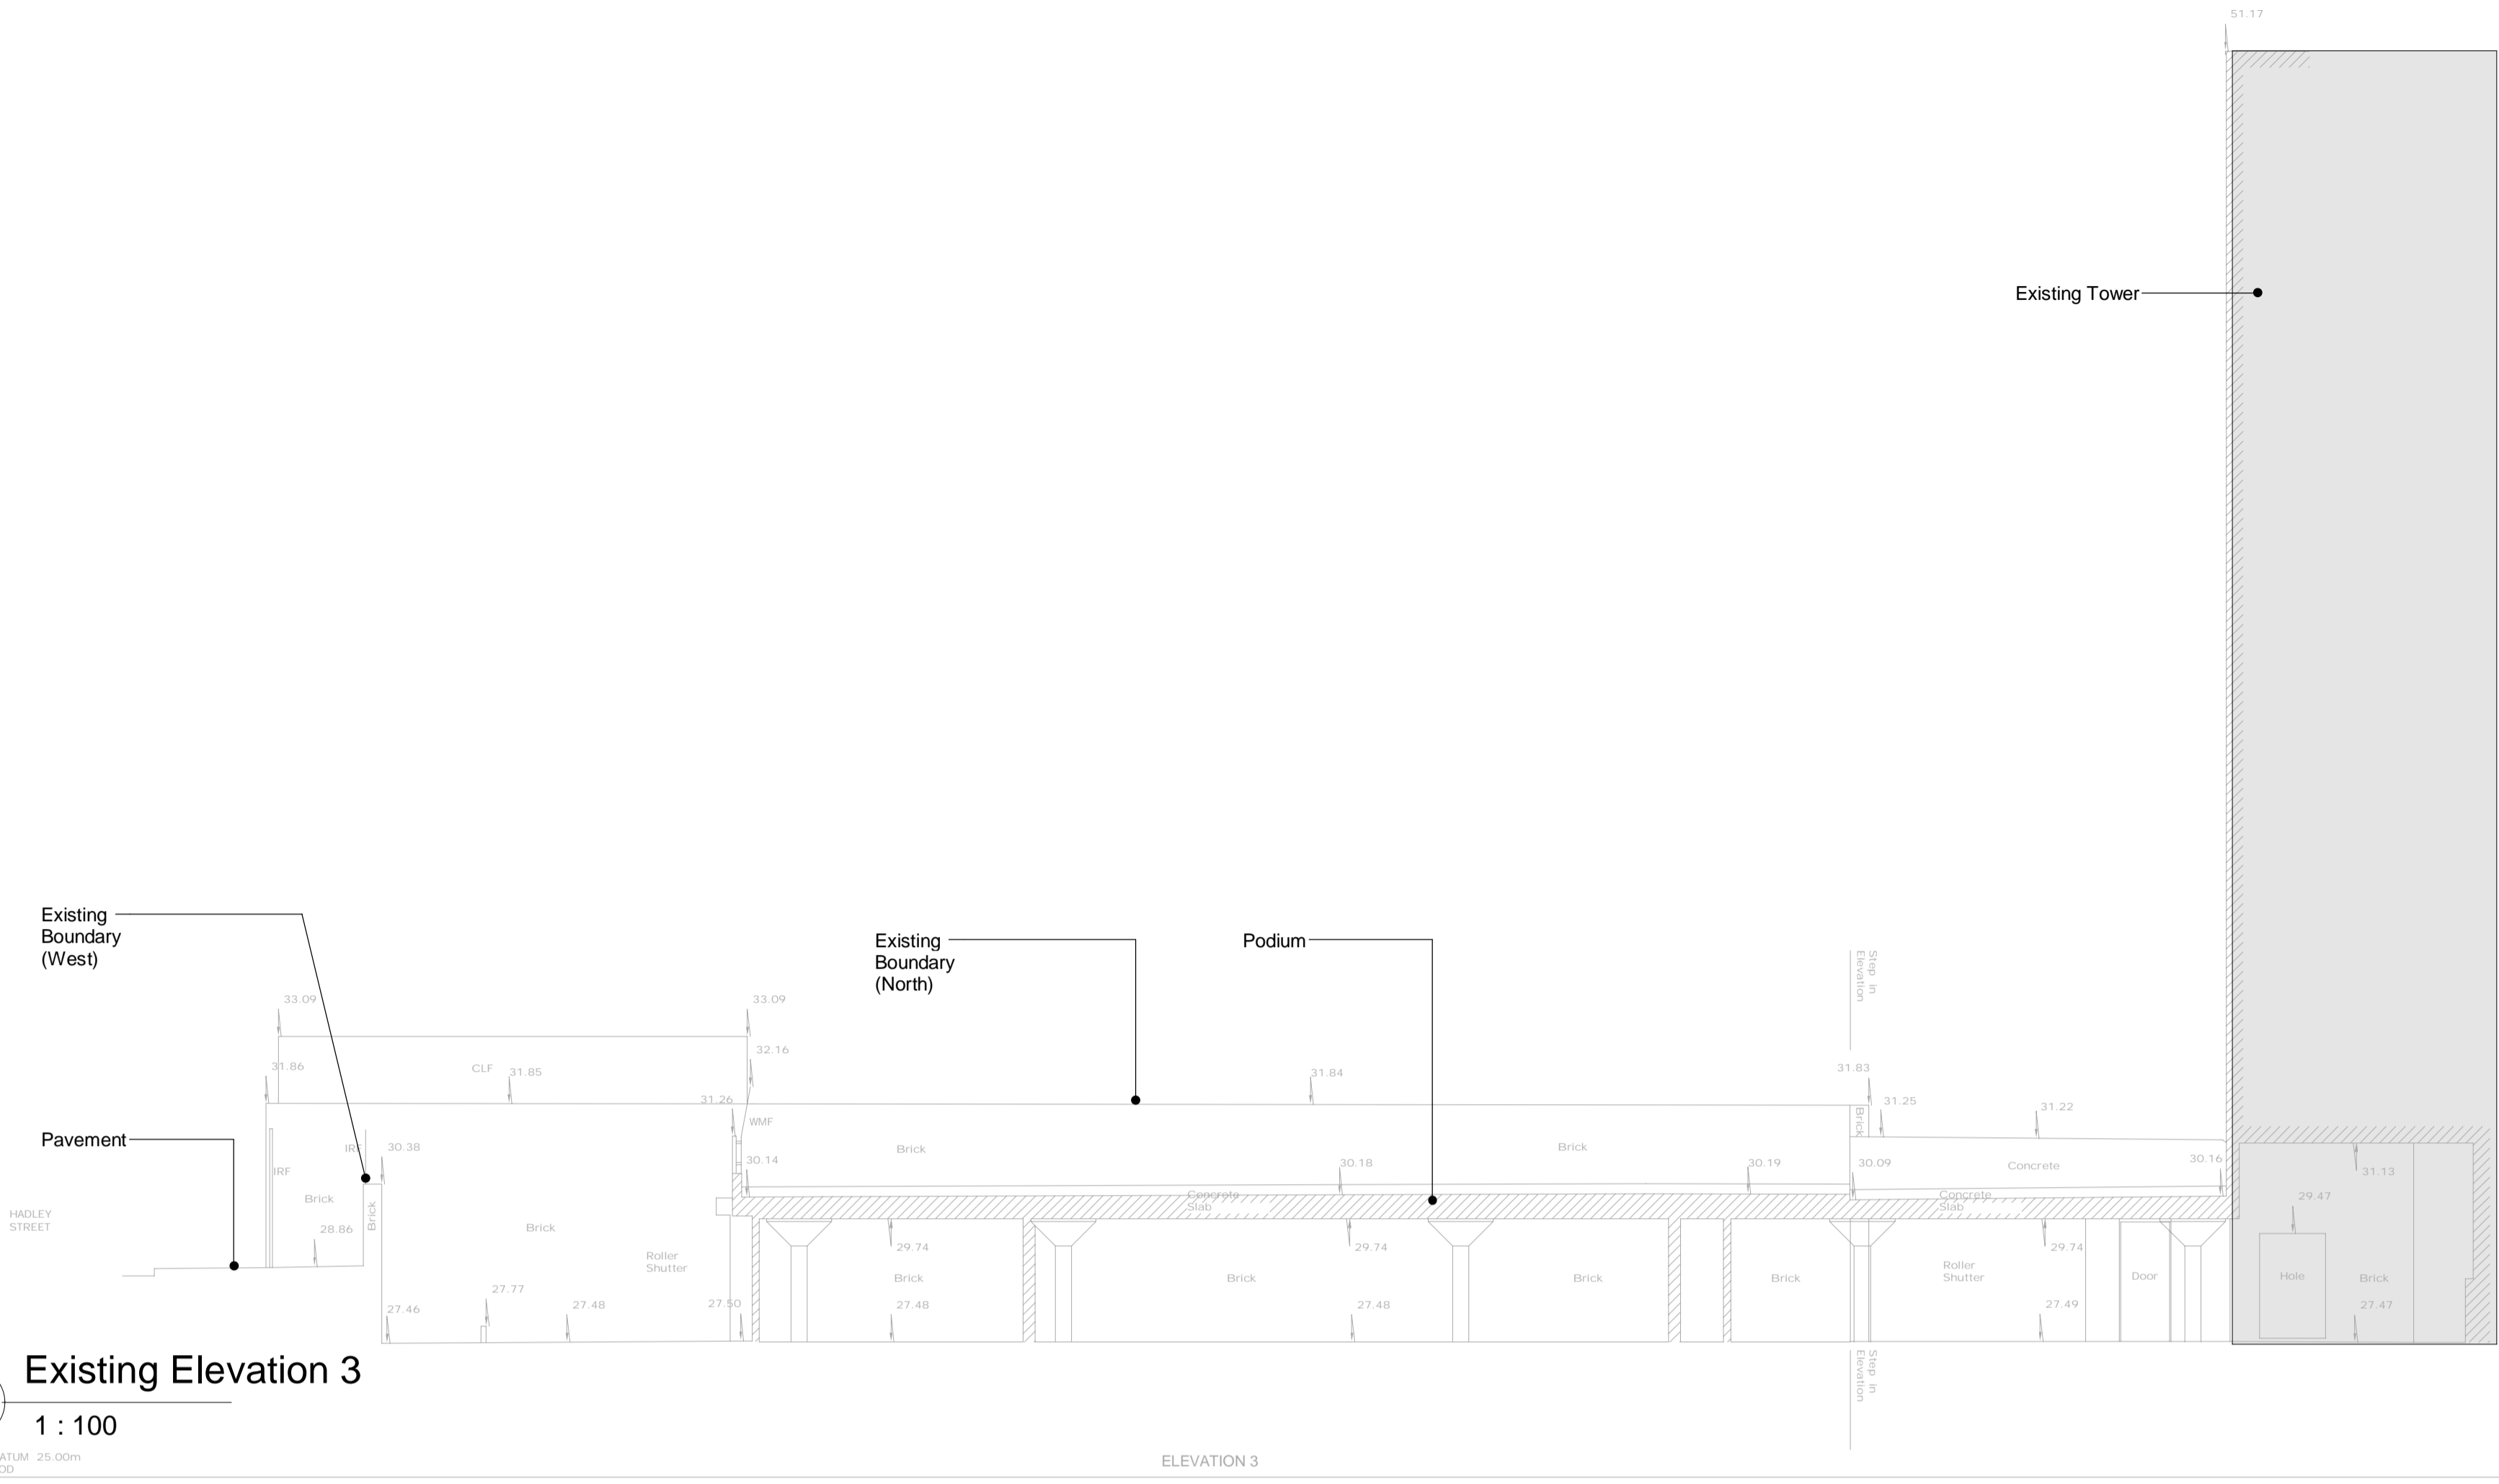 51.17
Existing Tower
Existing
Boundary
(West)
Existing
Boundary
(North)
Podium
Step in
Elevation
33.09
33.09
32.16
31.86
CLF
31.85
31.84
31.83
31.26
31.25
31.22
WMF
Brick
Pavement
IRF
30.38
IRF
Brick
Brick
30.14
30.18
30.19
30.09
Concrete
30.16
31.13
Brick
Brick
Concrete
Slab
Concrete
Slab
29.47
HADLEY
STREET
28.86
Brick
Roller
Shutter
29.74
29.74
29.74
Brick
Brick
Brick
Brick
Roller
Shutter
Door
Hole
Brick
27.46
27.77
27.48
27.50
27.48
27.48
27.49
27.47
Existing Elevation 3
1 : 100
Step in
Elevation
ATUM 25.00m
OD
ELEVATION 3